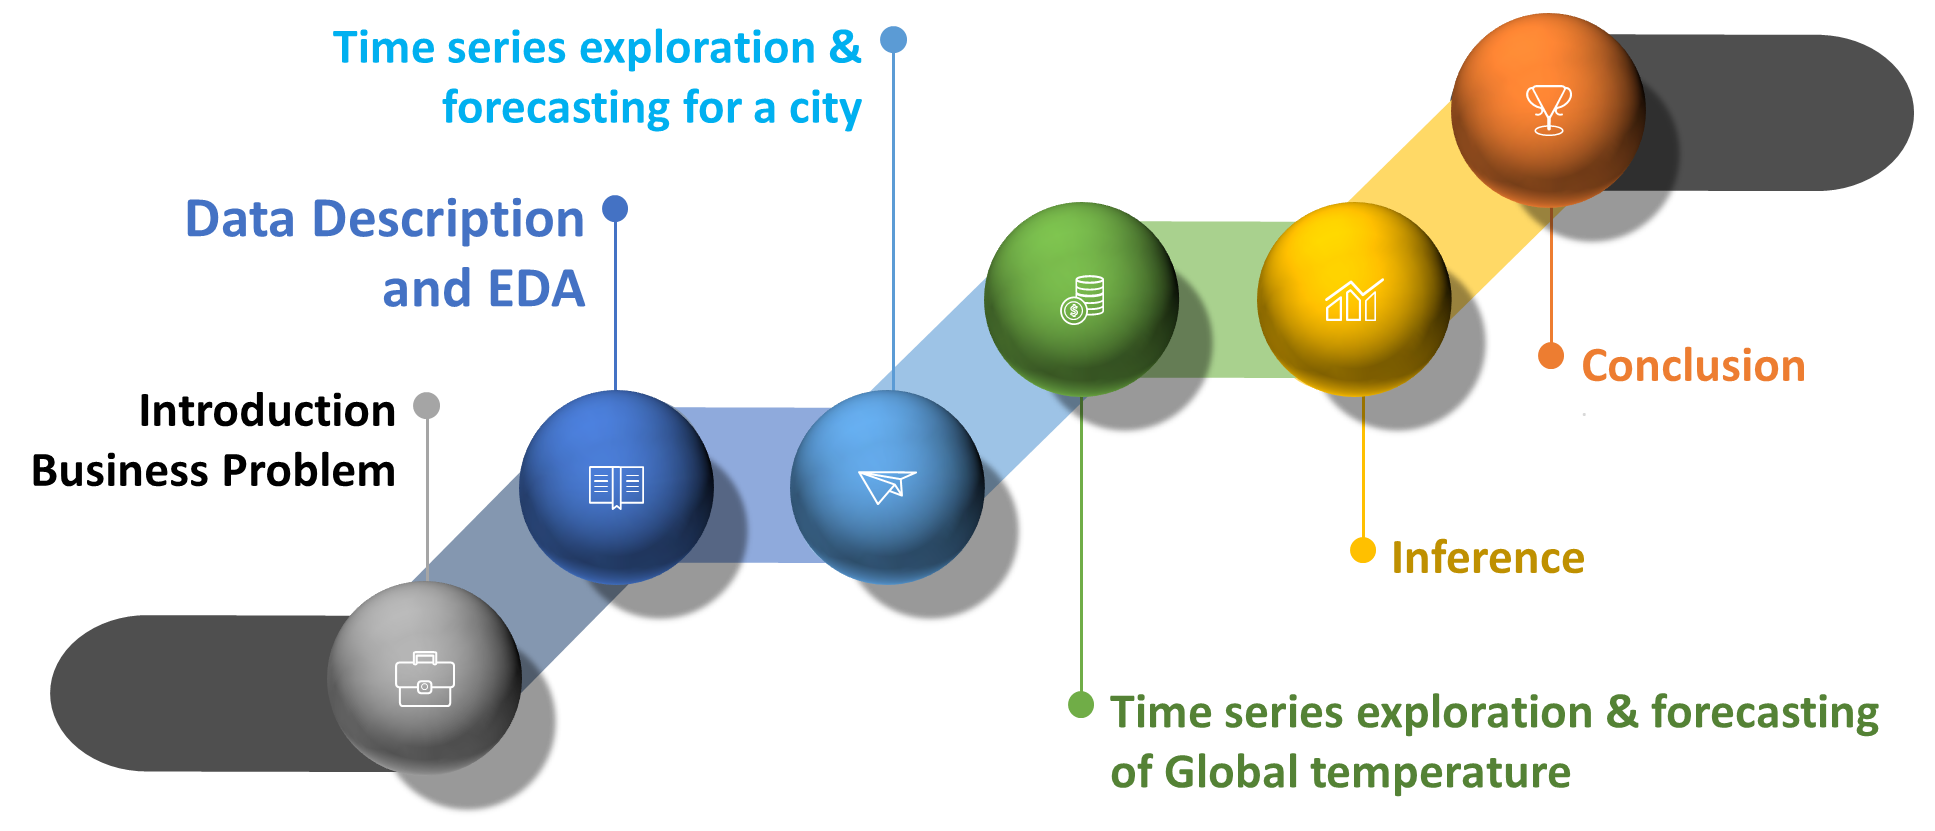 Introduction
Business Problem
Data Description
and EDA
Time series exploration &
forecasting for a city
Time series exploration & forecasting
of Global temperature
Inference
Conclusion
$